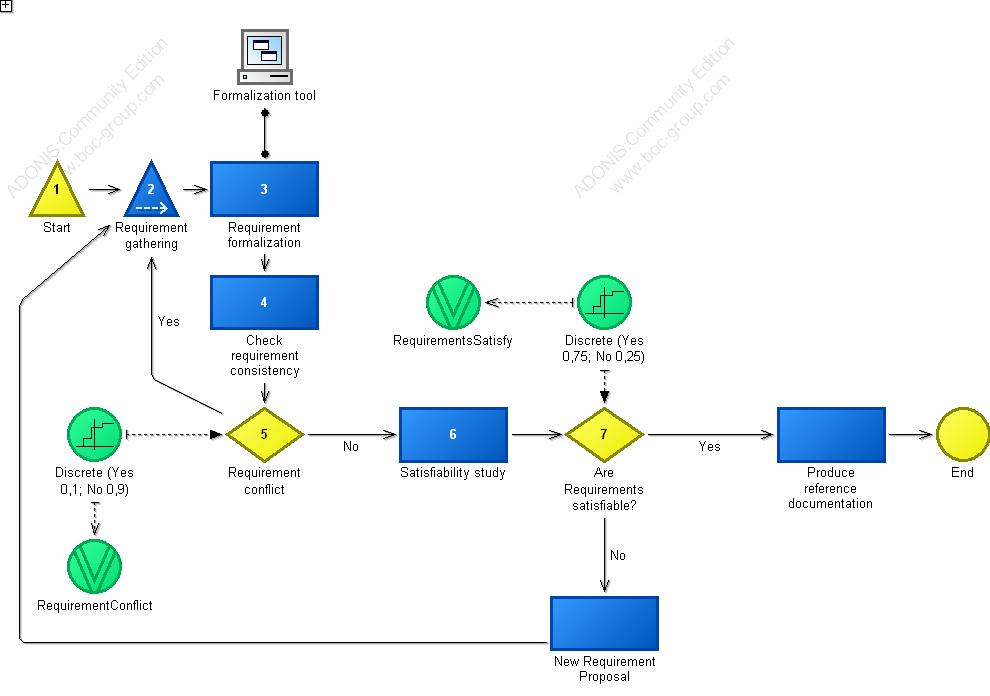 ADONIS:Community Edition
www.boc-group.com
ADONIS:Community Edition
www.boc-group.com
Formalization tool
1
Start
2
Requirement
gathering
3
Requirement
formalization
4
Check
requirement
consistency
Yes
RequirementsSatisfy
Discrete (Yes
0,75; No 0,25)
Discrete (Yes
0,1; No 0,9)
RequirementConflict
5
Requirement
conflict
No
6
Satisfiability study
7
Are
Requirements
satisfiable?
Yes
Produce
reference
documentation
End
No
New Requirement
Proposal